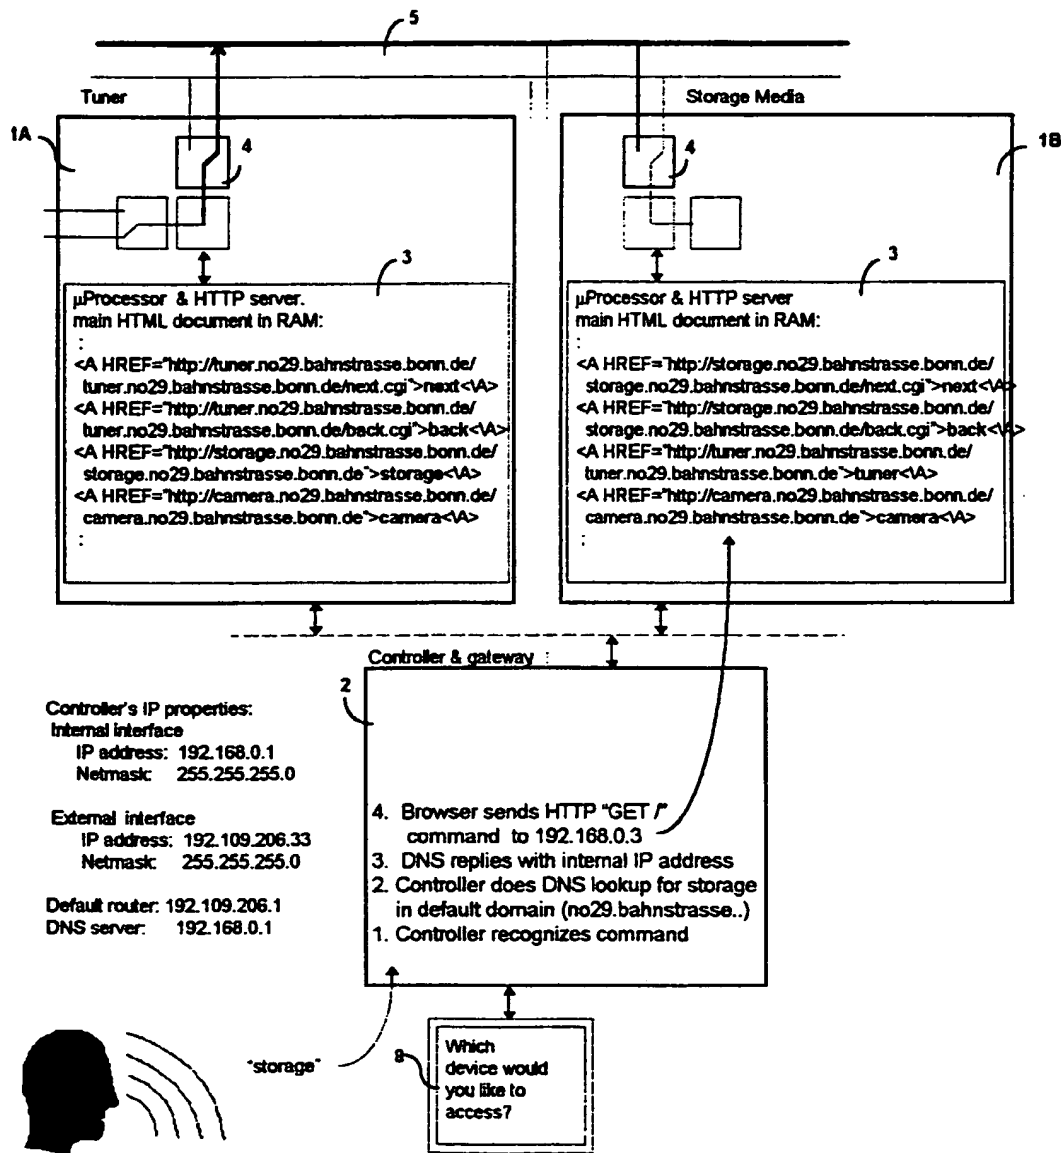 5
Tuner
Storage Media
1A
4
4
1B
3
3
µProcessor & HTTP server.
main HTML document in RAM:
:
<A HREF="http://tuner.no29.bahnstrasse.bonn.de/
tuner.no29.bahnstrasse.bonn.de/next.cgi">next<\A>
<A HREF="http://tuner.no29.bahnstrasse.bonn.de/
tuner.no29.bahnstrasse.bonn.de/back.cgi">back<\A>
<A HREF="http://storage.no29.bahnstrasse.bonn.de/
storage.no29.bahnstrasse.bonn.de">storage<\A>
<A HREF="http://camera.no29.bahnstrasse.bonn.de/
camera.no29.bahnstrasse.bonn.de">camera<\A>
:
µProcessor & HTTP server
main HTML document in RAM:
:
<A HREF="http://storage.no29.bahnstrasse.bonn.de/
storage.no29.bahnstrasse.bonn.de/next.cgi">next<\A>
<A HREF="http://storage.no29.bahnstrasse.bonn.de/
storage.no29.bahnstrasse.bonn.de/back.cgi">back<\A>
<A HREF="http://tuner.no29.bahnstrasse.bonn.de/
tuner.no29.bahnstrasse.bonn.de">tuner<\A>
<A HREF="http://camera.no29.bahnstrasse.bonn.de/
camera.no29.bahnstrasse.bonn.de">camera<\A>
:
Controller & gateway :
2
Controller's IP properties:
Internal interface
IP address: 192.168.0.1
Netmask: 255.255.255.0
External interface
IP address: 192.109.206.33
Netmask: 255.255.255.0
Default router: 192.109.206.1
DNS server: 192.168.0.1
4. Browser sends HTTP "GET /"
command to 192.168.0.3
3. DNS replies with internal IP address
2. Controller does DNS lookup for storage
in default domain (no29.bahnstrasse..)
1. Controller recognizes command
"storage"
8
Which
device would
you like to
access?